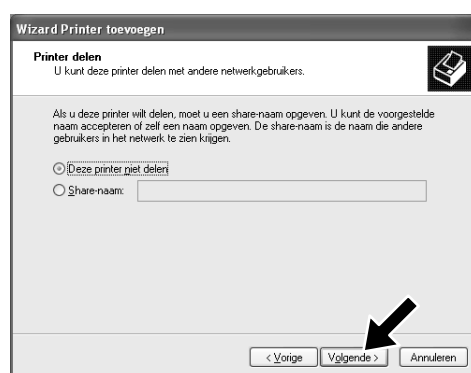 Wizard Printer toevoegen
Printer delen
U kunt deze printer delen met andere netwerkgebruikers.
Als u deze printer wilt delen, moet u een share-naam opgeven. U kunt de voorgestelde
naam accepteren of zelf een naam opgeven. De share-naam is de naam die andere
gebruikers in het netwerk te zien krijgen.
Deze printer niet delen
Share-naam:
< Vorige
Volgende >
Annuleren